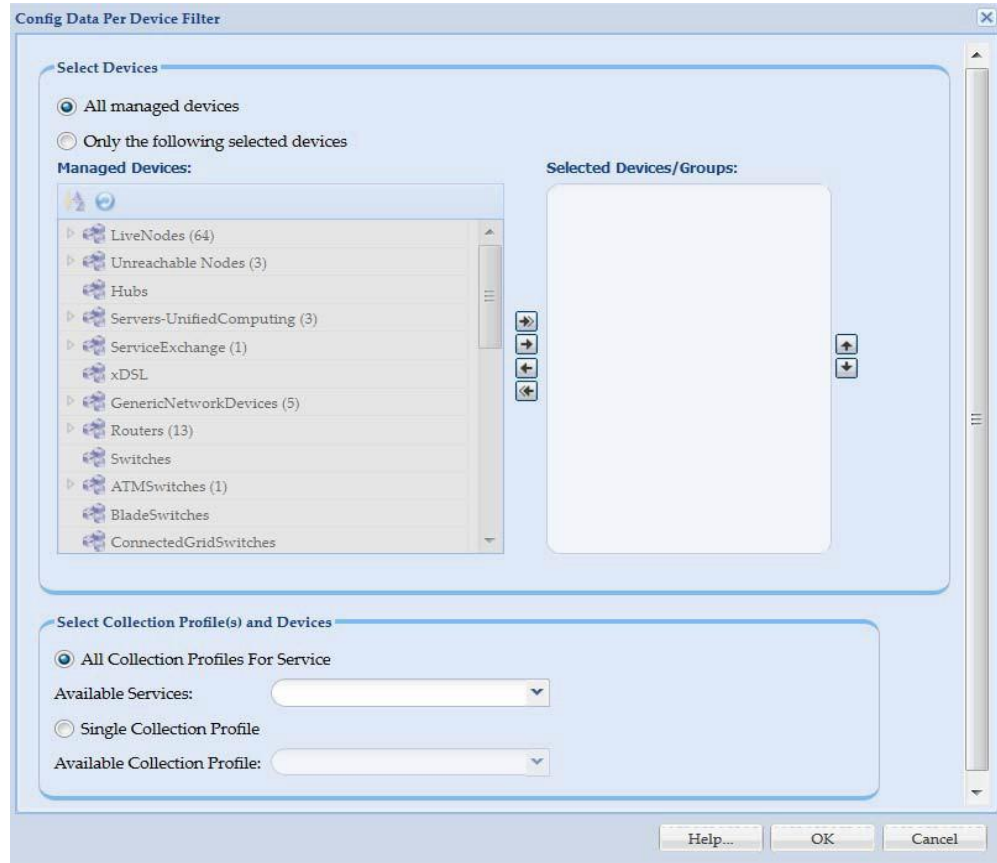 Config Data Per Device Filter
Select Devices
All managed devices
Only the following selected devices
Managed Devices:
Selected Devices/Groups:
LiveNodes (64)
Unreachable Nodes (3)
Hubs
Servers-UnifiedComputing (3)
ServiceExchange (1)
xDSL
GenericNetworkDevices (5)
Routers (13)
Switches
ATMSwitches (1)
BladeSwitches
ConnectedGridSwitches
Select Collection Profile(s) and Devices
All Collection Profiles For Service
Available Services:
Single Collection Profile
Available Collection Profile:
Help... OK Cancel